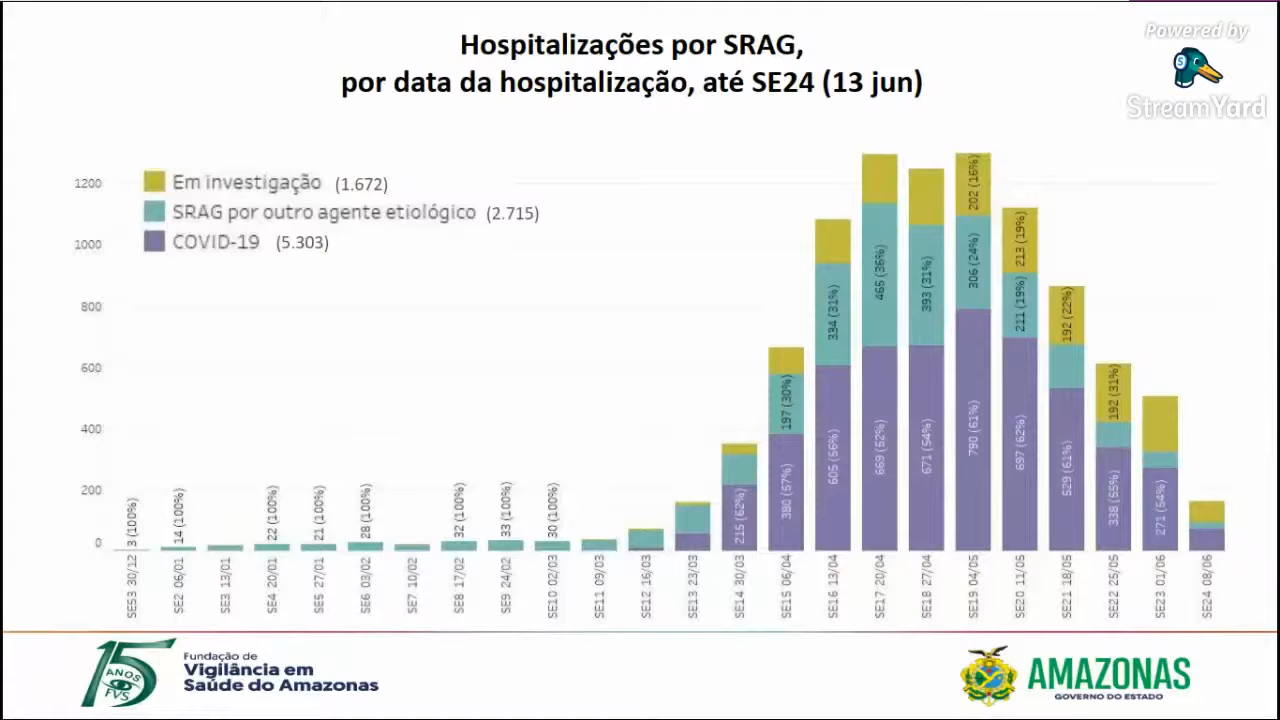 Powered by
StreamYard
Hospitalizações por SRAG,
por data da hospitalização, até SE24 (13 jun)
Em investigação (1.672)
SRAG por outro agente etiológico (2.715)
COVID-19 (5.303)
1200
1000
800
600
400
200
0
3 (100%)
14 (100%)
22 (100%)
21 (100%)
28 (100%)
32 (100%)
33 (100%)
30 (100%)
215 (62%)
197 (30%)
380 (57%)
334 (31%)
605 (56%)
465 (36%)
669 (52%)
393 (31%)
671 (54%)
202 (16%)
306 (24%)
790 (61%)
213 (19%)
211 (19%)
697 (62%)
192 (22%)
529 (61%)
192 (31%)
338 (55%)
271 (54%)
SE53 30/12
SE2 06/01
SE3 13/01
SE4 20/01
SE5 27/01
SE6 03/02
SE7 10/02
SE8 17/02
SE9 24/02
SE10 02/03
SE11 09/03
SE12 16/03
SE13 23/03
SE14 30/03
SE15 06/04
SE16 13/04
SE17 20/04
SE18 27/04
SE19 04/05
SE20 11/05
SE21 18/05
SE22 25/05
SE23 01/06
SE24 08/06
15
ANOS
FVS
Fundação de
Vigilância em
Saúde do Amazonas
AMAZONAS
GOVERNO DO ESTADO